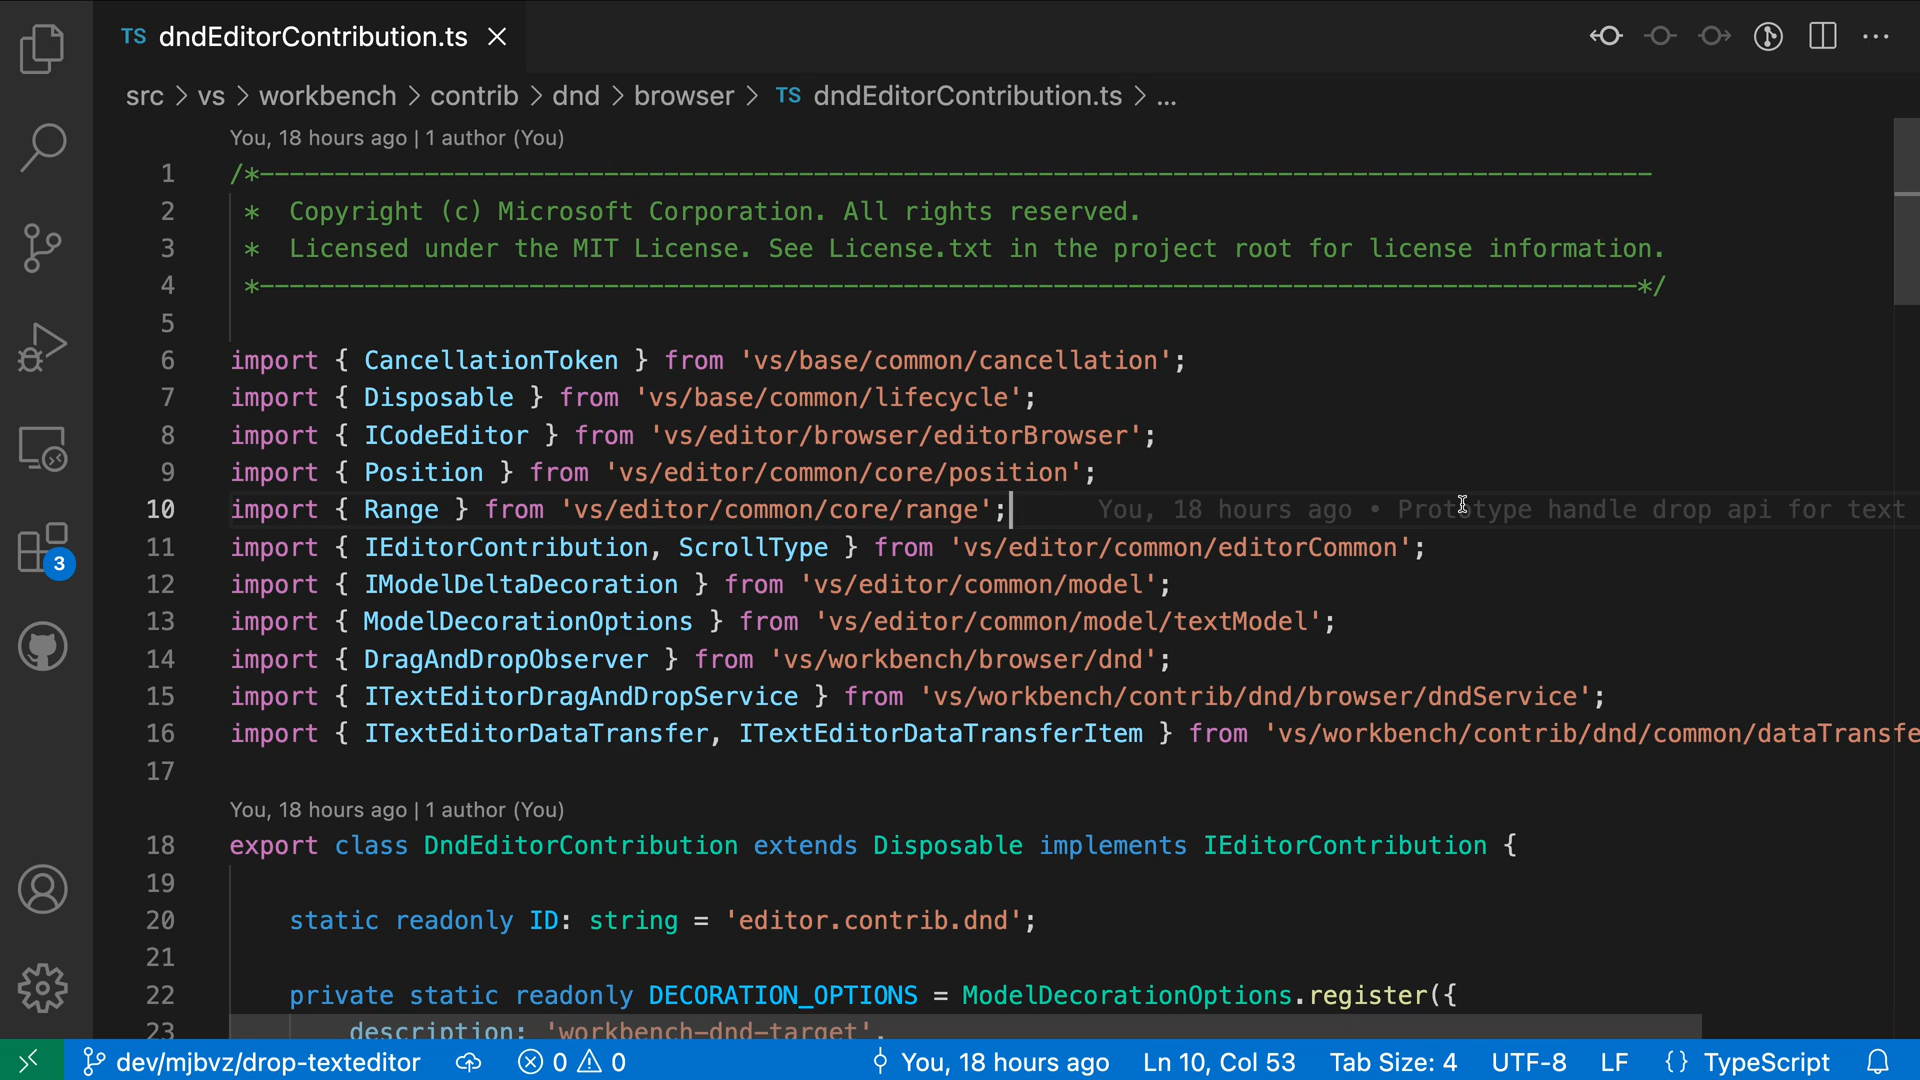 TS dndEditorContribution.ts
src > vs > workbench > contrib > dnd > browser > TS dndEditorContribution.ts > ...
You, 18 hours ago | 1 author (You)
1 /*---------------------------------------------------------------------------------------------
2 *  Copyright (c) Microsoft Corporation. All rights reserved.
3 *  Licensed under the MIT License. See License.txt in the project root for license information.
4 *--------------------------------------------------------------------------------------------*/
5
6 import { CancellationToken } from 'vs/base/common/cancellation';
7 import { Disposable } from 'vs/base/common/lifecycle';
8 import { ICodeEditor } from 'vs/editor/browser/editorBrowser';
9 import { Position } from 'vs/editor/common/core/position';
10 import { Range } from 'vs/editor/common/core/range'; You, 18 hours ago • Prototype handle drop api for text
11 import { IEditorContribution, ScrollType } from 'vs/editor/common/editorCommon';
12 import { IModelDeltaDecoration } from 'vs/editor/common/model';
13 import { ModelDecorationOptions } from 'vs/editor/common/model/textModel';
14 import { DragAndDropObserver } from 'vs/workbench/browser/dnd';
15 import { ITextEditorDragAndDropService } from 'vs/workbench/contrib/dnd/browser/dndService';
16 import { ITextEditorDataTransfer, ITextEditorDataTransferItem } from 'vs/workbench/contrib/dnd/common/dataTransfe
17
You, 18 hours ago | 1 author (You)
18 export class DndEditorContribution extends Disposable implements IEditorContribution {
19
20 static readonly ID: string = 'editor.contrib.dnd';
21
22 private static readonly DECORATION_OPTIONS = ModelDecorationOptions.register({
23 description: 'workbench-dnd-target',
3
dev/mjbvz/drop-texteditor 0 0 You, 18 hours ago Ln 10, Col 53 Tab Size: 4 UTF-8 LF {} TypeScript